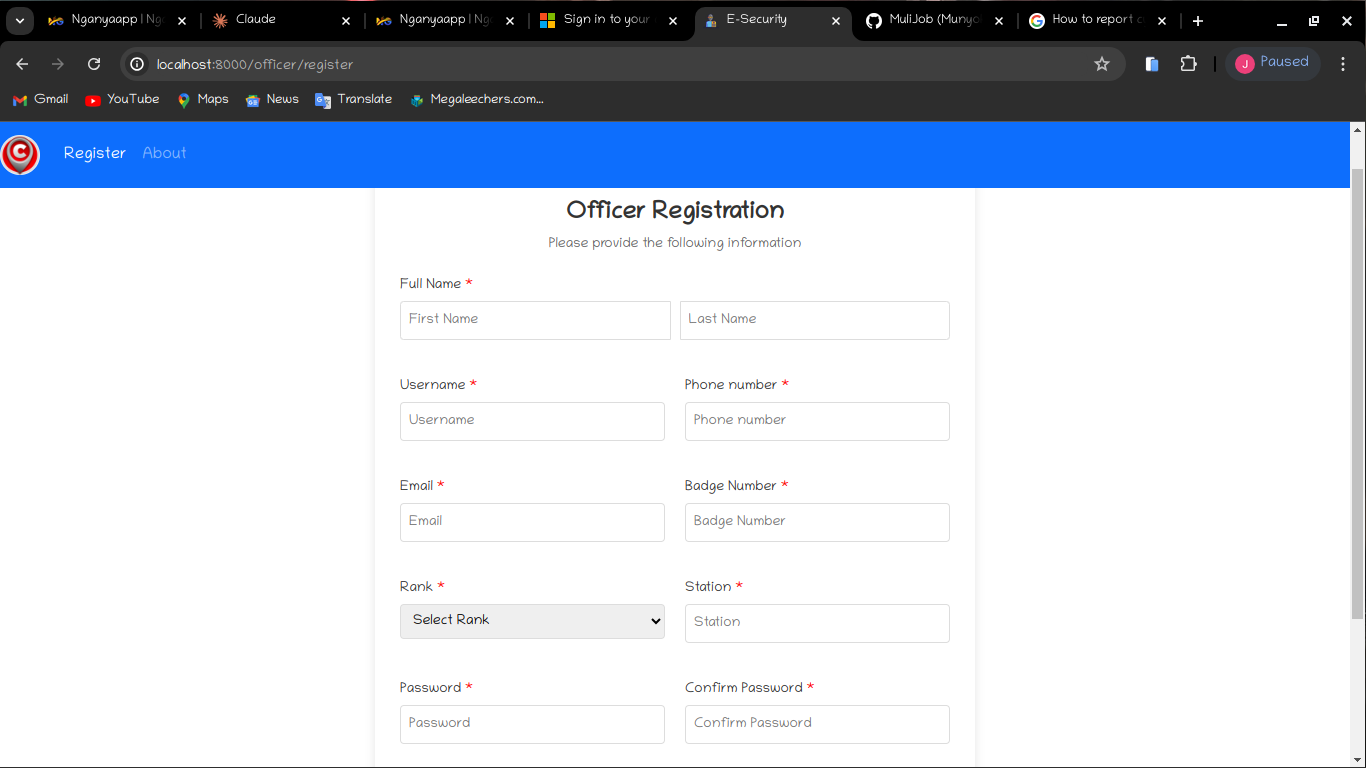 Nganyaapp | Ng
Claude
Nganyaapp | Ng
Sign in to your
E-Security
MuliJob (Munyo
How to report c
localhost:8000/officer/register
J Paused
Gmail YouTube Maps News Translate Megaleechers.com...
C Register About
Officer Registration
Please provide the following information
Full Name *
First Name Last Name
Username * Phone number *
Username Phone number
Email * Badge Number *
Email Badge Number
Rank * Station *
Select Rank Station
Password * Confirm Password *
Password Confirm Password